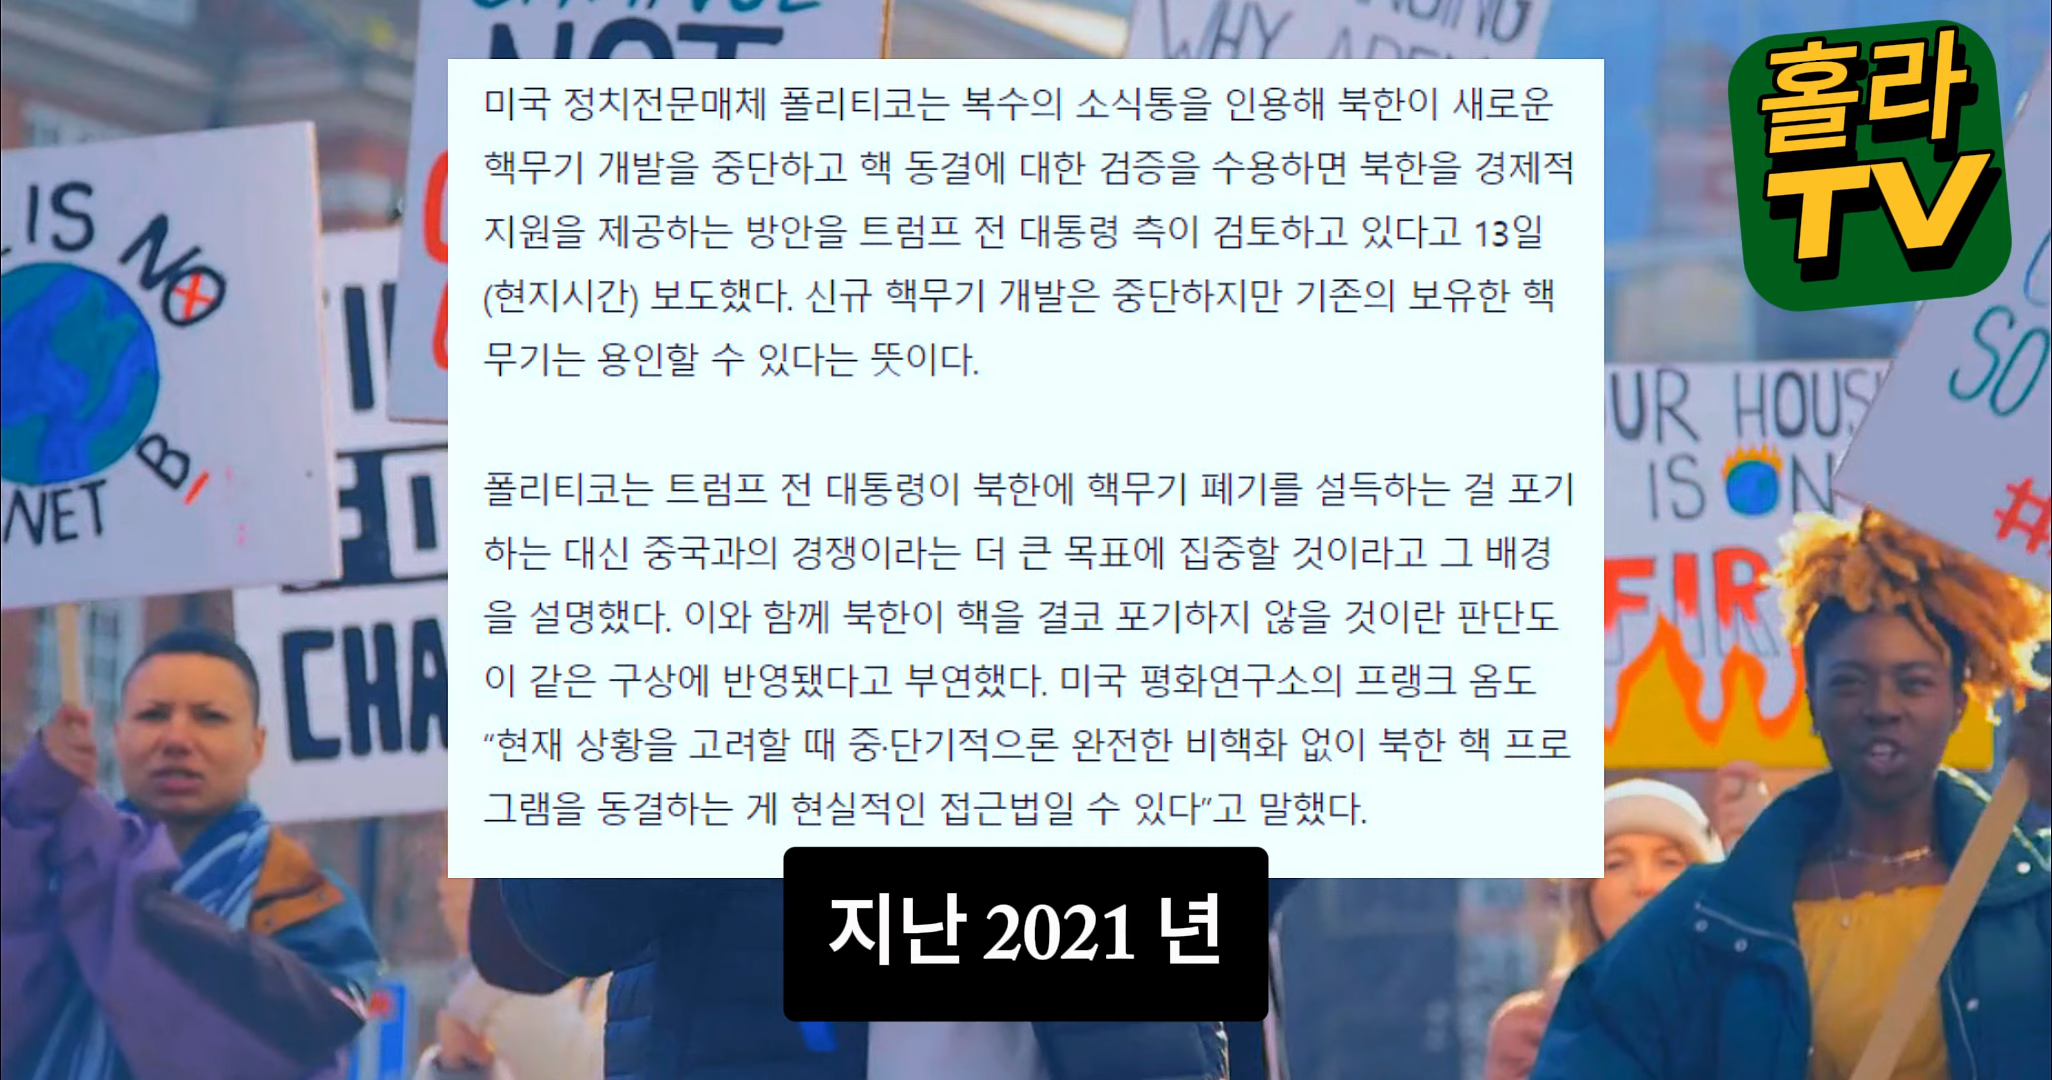 NOT
WHY AREN'
홀라
TV
IS NO
NET
CHA
UR HOUS
IS ON
FIR
SO
#
미국 정치전문매체 폴리티코는 복수의 소식통을 인용해 북한이 새로운
핵무기 개발을 중단하고 핵 동결에 대한 검증을 수용하면 북한을 경제적
지원을 제공하는 방안을 트럼프 전 대통령 측이 검토하고 있다고 13일
(현지시간) 보도했다. 신규 핵무기 개발은 중단하지만 기존의 보유한 핵
무기는 용인할 수 있다는 뜻이다.
폴리티코는 트럼프 전 대통령이 북한에 핵무기 폐기를 설득하는 걸 포기
하는 대신 중국과의 경쟁이라는 더 큰 목표에 집중할 것이라고 그 배경
을 설명했다. 이와 함께 북한이 핵을 결코 포기하지 않을 것이란 판단도
이 같은 구상에 반영됐다고 부연했다. 미국 평화연구소의 프랭크 옴도
“현재 상황을 고려할 때 중·단기적으론 완전한 비핵화 없이 북한 핵 프로
그램을 동결하는 게 현실적인 접근법일 수 있다”고 말했다.
지난 2021 년